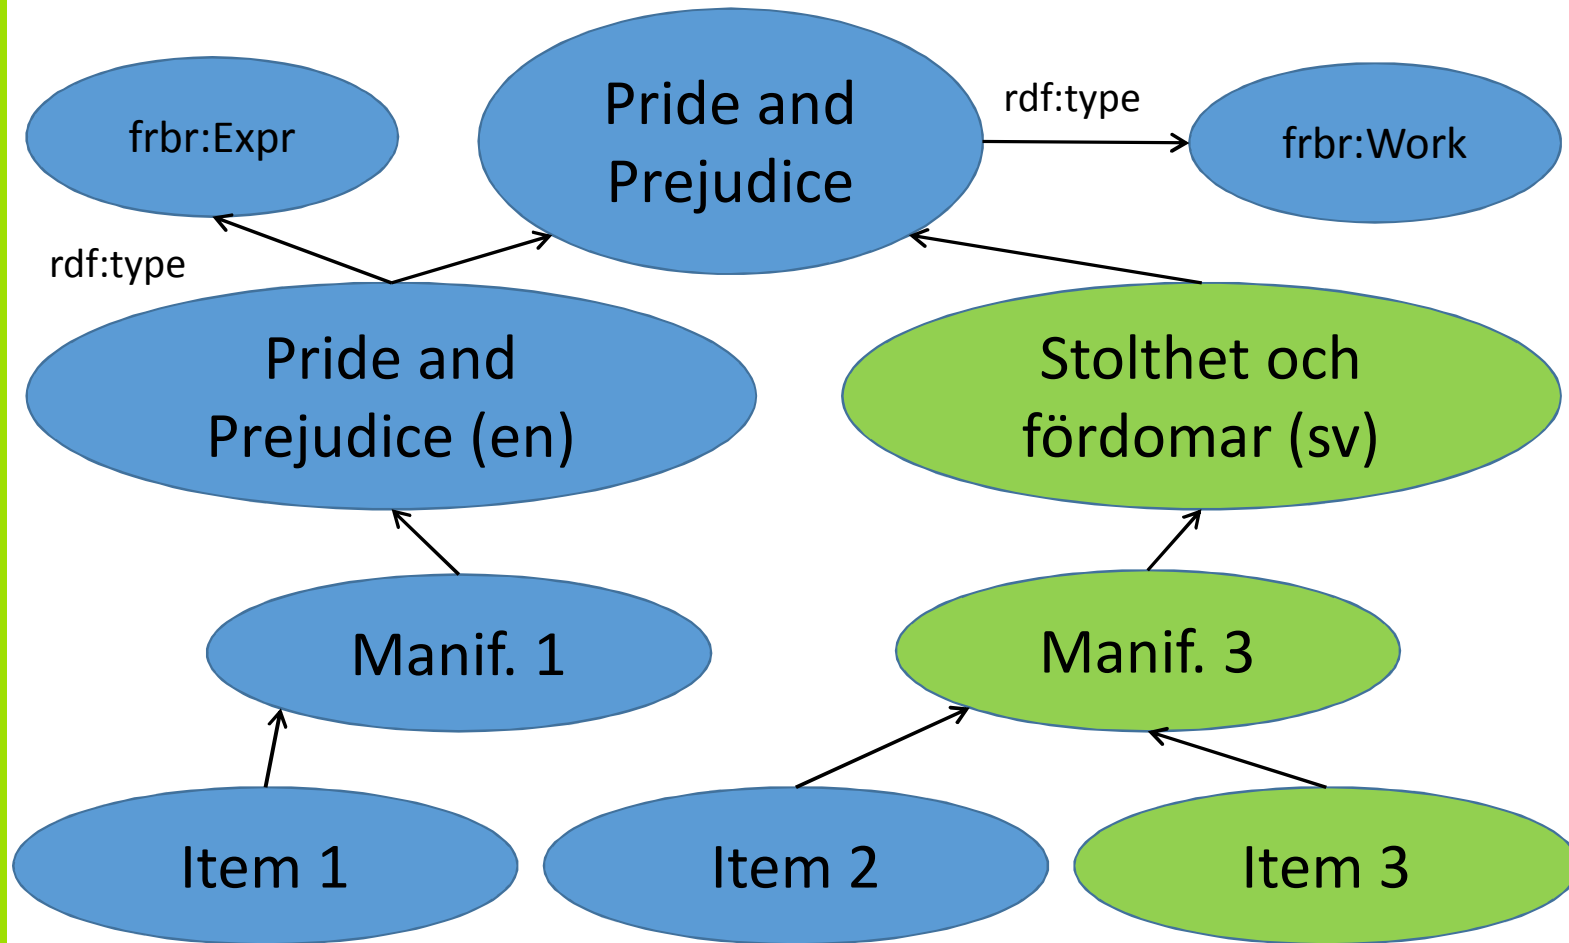 Pride and
Prejudice
rdf:type
frbr:Expr
frbr:Work
rdf:type
Pride and
Prejudice (en)
Stolthet och
fördomar (sv)
Manif. 1
Manif. 3
Item 1
Item 2
Item 3